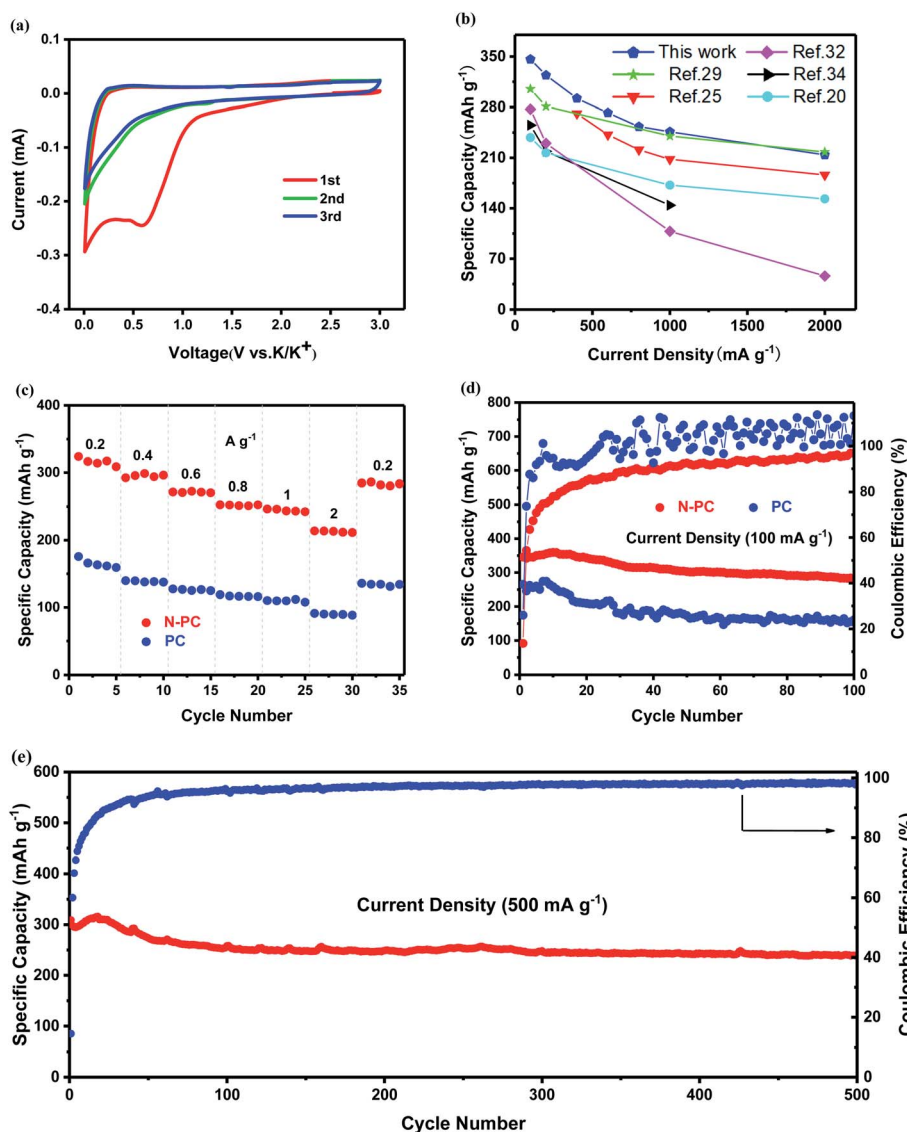 (a)
0.1
0.0
-0.1
-0.2
-0.3
-0.4
Current (mA)
1st
2nd
3rd
0.0 0.5 1.0 1.5 2.0 2.5 3.0
Voltage(V vs.K/K+)
(b)
350
280
210
140
70
0
Specific Capacity(mAh g-1)
This work Ref.32
Ref.29 Ref.34
Ref.25 Ref.20
0 500 1000 1500 2000
Current Density(mA g-1)
(c)
400
300
200
100
0
Specific Capacity (mAh g-1)
A g-1
0.2 0.4 0.6 0.8 1 2 0.2
N-PC
PC
0 5 10 15 20 25 30 35
Cycle Number
(d)
800
700
600
500
400
300
200
100
0
Specific Capacity (mAh g-1)
N-PC PC
Current Density (100 mA g-1)
100
80
60
40
20
0
Coulombic Efficiency (%)
0 20 40 60 80 100
Cycle Number
(e)
600
500
400
300
200
100
0
Specific Capacity (mAh g-1)
Current Density (500 mA g-1)
100
80
60
40
20
0
Coulombic Efficiency (%)
0 100 200 300 400 500
Cycle Number